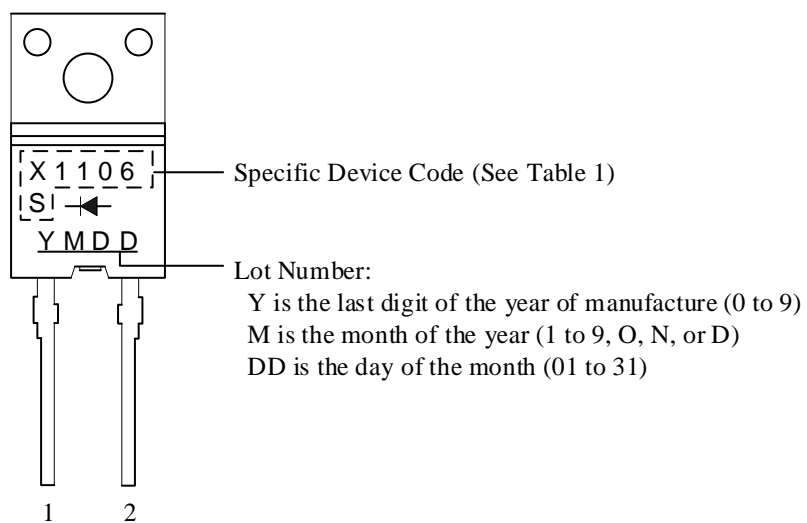 X1106
Specific Device Code (See Table 1)
S
YMDD
Lot Number:
Y is the last digit of the year of manufacture (0 to 9)
M is the month of the year (1 to 9, O, N, or D)
DD is the day of the month (01 to 31)
1 2